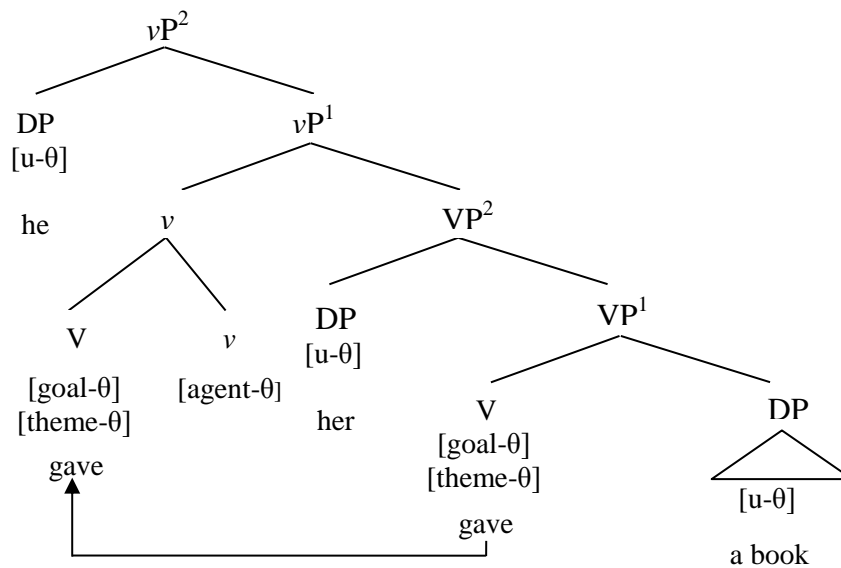 vP²
DP vP¹
[u-θ]
he v VP²
V v DP VP¹
[u-θ]
[goal-θ] [agent-θ]
[theme-θ] her V DP
[goal-θ]
gave [theme-θ] [u-θ]
gave
a book